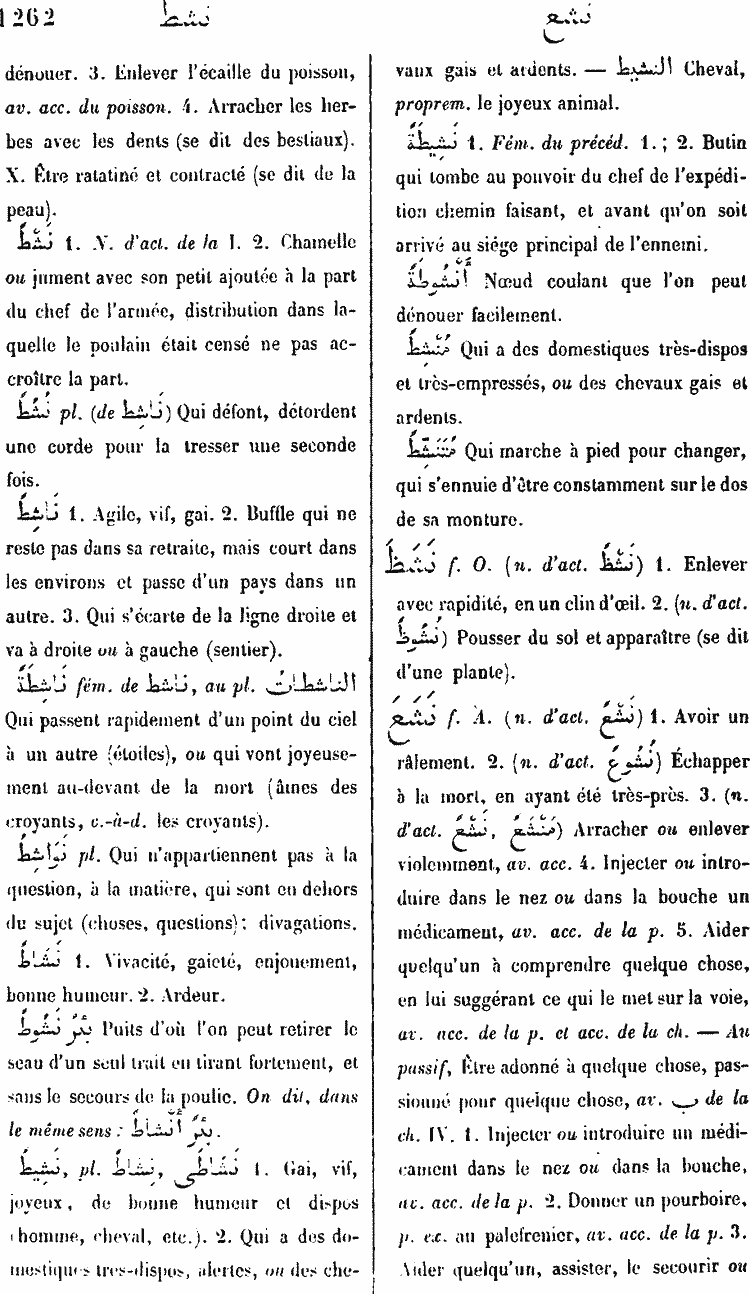 1262 نشط نشع
dénouer. 3. Enlever l'écaille du poisson,
av. acc. du poisson. 4. Arracher les her-
bes avec les dents (se dit des bestiaux).
X. Être ratatiné et contracté (se dit de la
peau).
نَشْطٌ 1. N. d'act. de la I. 2. Chamelle
ou jument avec son petit ajoutée à la part
du chef de l'armée, distribution dans la-
quelle le poulain était censé ne pas ac-
croître la part.
نُشُطٌ pl. (de نَاشِطٌ) Qui défont, détordent
une corde pour la tresser une seconde
fois.
نَاشِطٌ 1. Agile, vif, gai. 2. Buffle qui ne
reste pas dans sa retraite, mais court dans
les environs et passe d'un pays dans un
autre. 3. Qui s'écarte de la ligne droite et
va à droite ou à gauche (sentier).
نَاشِطَةٌ fém. de نَاشِطٌ, au pl. النَاشِطَاتُ
Qui passent rapidement d'un point du ciel
à un autre (étoiles), ou qui vont joyeuse-
ment au-devant de la mort (âmes des
croyants, c.-à-d. les croyants).
نَوَاشِطُ pl. Qui n'appartiennent pas à la
question, à la matière, qui sont en dehors
du sujet (choses, questions); divagations.
نَشَاطٌ 1. Vivacité, gaieté, enjouement,
bonne humeur. 2. Ardeur.
بِئْرٌ نَشُوطٌ Puits d'où l'on peut retirer le
seau d'un seul trait en tirant fortement, et
sans le secours de la poulie. On dit, dans
le même sens: بِئْرٌ أَنْشَاطٌ.
نَشِيطٌ, pl. نِشَاطٌ, نَشَاطَى 1. Gai, vif,
joyeux, de bonne humeur et dispos
(homme, cheval, etc.). 2. Qui a des do-
mestiques très-dispos, alertes, ou des che-
vaux gais et ardents. — النشيط Cheval,
proprem. le joyeux animal.
نَشِيطَةٌ 1. Fém. du précéd. 1.; 2. Butin
qui tombe au pouvoir du chef de l'expédi-
tion chemin faisant, et avant qu'on soit
arrivé au siége principal de l'ennemi.
أُنْشُوطَةٌ Nœud coulant que l'on peut
dénouer facilement.
مُنْشِطٌ Qui a des domestiques très-dispos
et très-empressés, ou des chevaux gais et
ardents.
مُتَنَشِّطٌ Qui marche à pied pour changer,
qui s'ennuie d'être constamment sur le dos
de sa monture.
نَشَظَ f. O. (n. d'act. نَشْظٌ) 1. Enlever
avec rapidité, en un clin d'œil. 2. (n. d'act.
نُشُوظٌ) Pousser du sol et apparaître (se dit
d'une plante).
نَشَعَ f. A. (n. d'act. نَشْعٌ) 1. Avoir un
râlement. 2. (n. d'act. نُشُوعٌ) Échapper
à la mort, en ayant été très-près. 3. (n.
d'act. نَشْعٌ, مَنْشَعٌ) Arracher ou enlever
violemment, av. acc. 4. Injecter ou intro-
duire dans le nez ou dans la bouche un
médicament, av. acc. de la p. 5. Aider
quelqu'un à comprendre quelque chose,
en lui suggérant ce qui le met sur la voie,
av. acc. de la p. et acc. de la ch. — Au
passif, Être adonné à quelque chose, pas-
sionné pour quelque chose, av. ب de la
ch. IV. 1. Injecter ou introduire un médi-
cament dans le nez ou dans la bouche,
av. acc. de la p. 2. Donner un pourboire,
p. ex. au palefrenier, av. acc. de la p. 3.
Aider quelqu'un, assister, le secourir ou